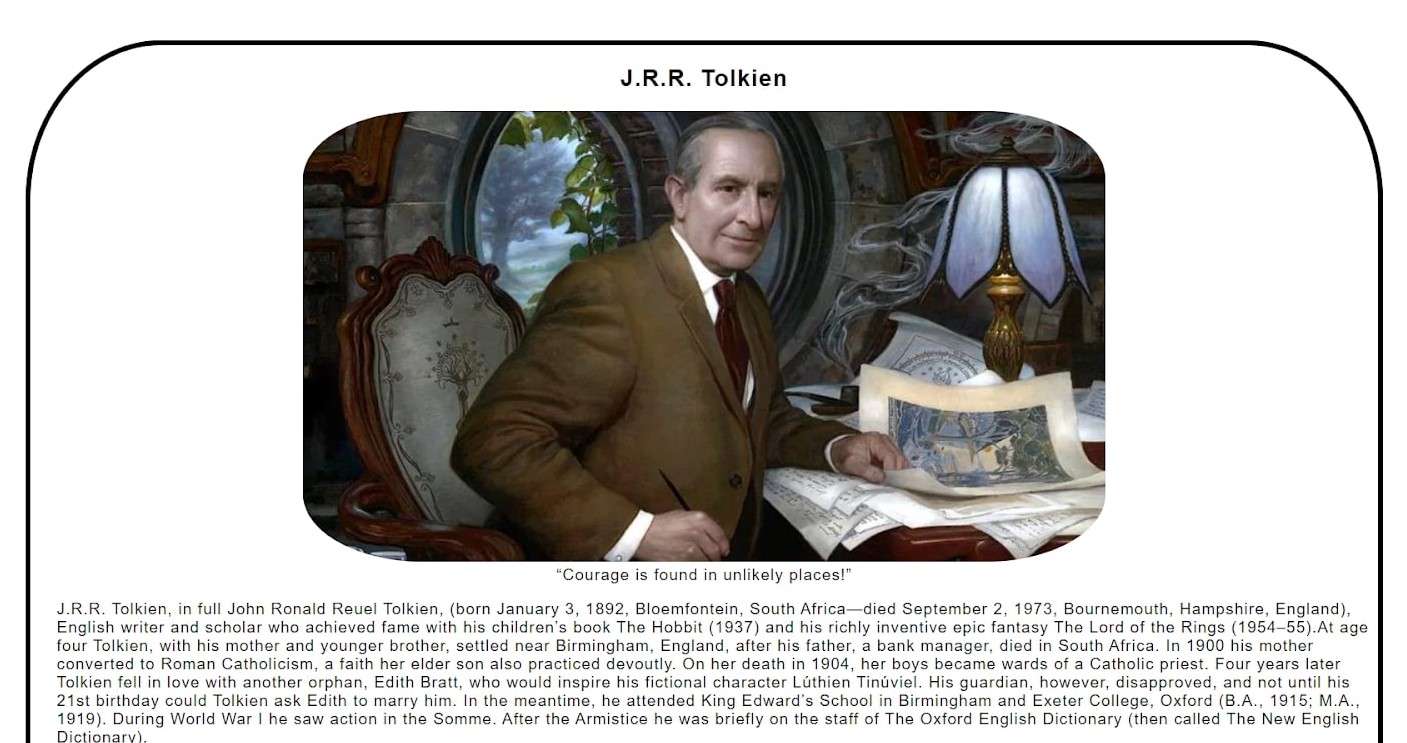 J.R.R. Tolkien
“Courage is found in unlikely places!”
J.R.R. Tolkien, in full John Ronald Reuel Tolkien, (born January 3, 1892, Bloemfontein, South Africa—died September 2, 1973, Bournemouth, Hampshire, England),
English writer and scholar who achieved fame with his children’s book The Hobbit (1937) and his richly inventive epic fantasy The Lord of the Rings (1954–55).At age
four Tolkien, with his mother and younger brother, settled near Birmingham, England, after his father, a bank manager, died in South Africa. In 1900 his mother
converted to Roman Catholicism, a faith her elder son also practiced devoutly. On her death in 1904, her boys became wards of a Catholic priest. Four years later
Tolkien fell in love with another orphan, Edith Bratt, who would inspire his fictional character Lúthien Tinúviel. His guardian, however, disapproved, and not until his
21st birthday could Tolkien ask Edith to marry him. In the meantime, he attended King Edward’s School in Birmingham and Exeter College, Oxford (B.A., 1915; M.A.,
1919). During World War I he saw action in the Somme. After the Armistice he was briefly on the staff of The Oxford English Dictionary (then called The New English
Dictionary).